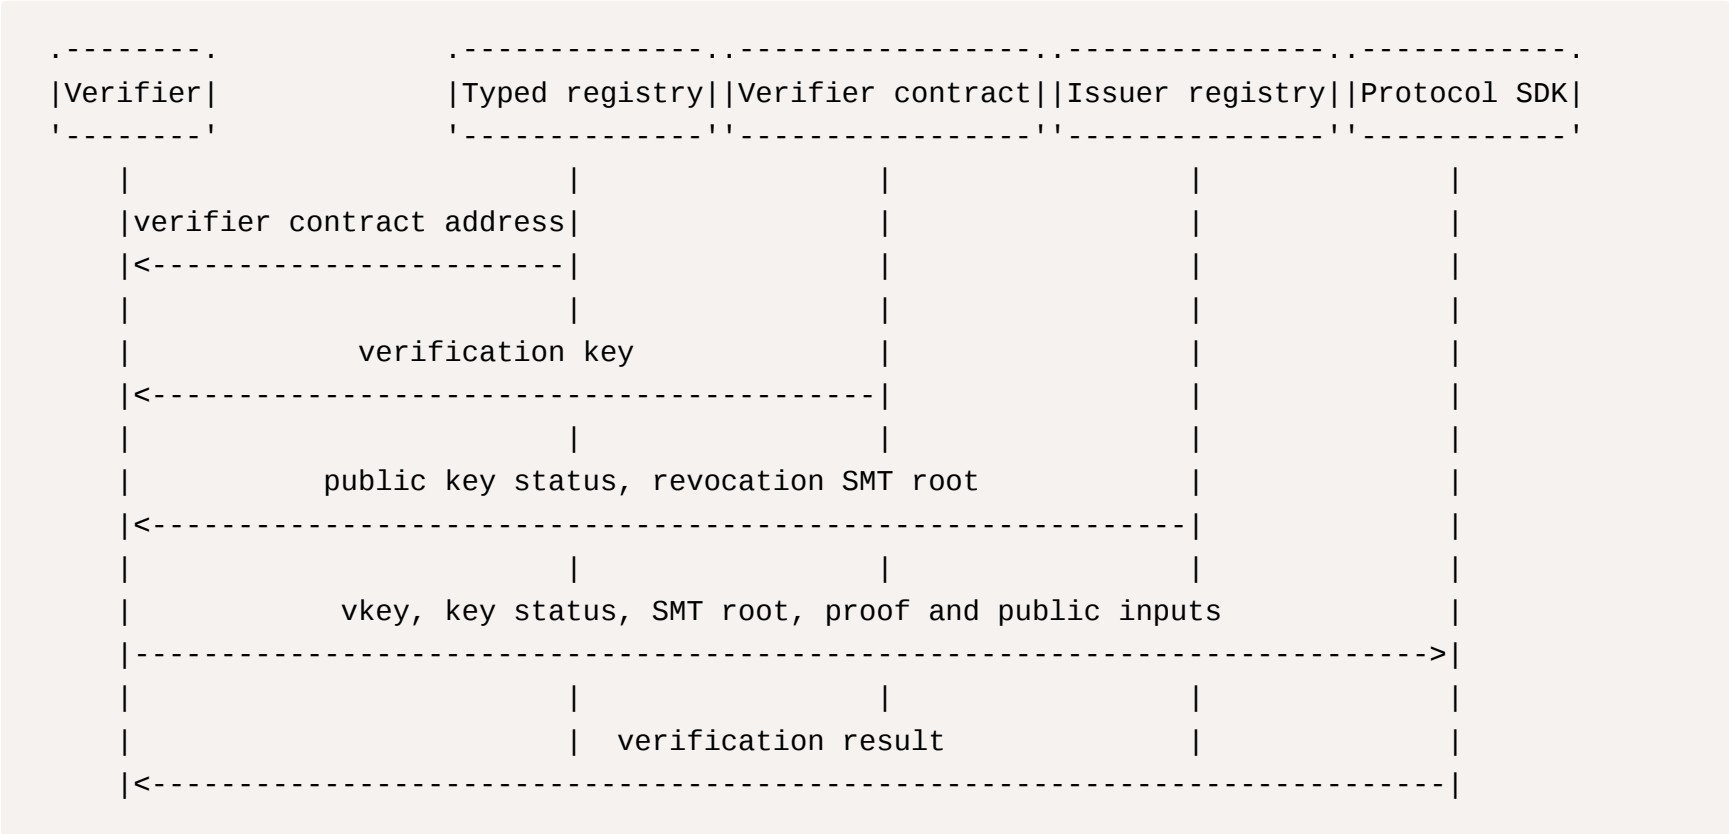 .--------.             .--------------..-----------------..---------------..------------.
|Verifier|             |Typed registry||Verifier contract||Issuer registry||Protocol SDK|
'--------'             '--------------''-----------------''---------------''------------'
    |                         |                 |                 |              |
    |verifier contract address|                 |                 |              |
    |<------------------------|                 |                 |              |
    |                         |                 |                 |              |
    |             verification key              |                 |              |
    |<------------------------------------------|                 |              |
    |                         |                 |                 |              |
    |           public key status, revocation SMT root            |              |
    |<------------------------------------------------------------|              |
    |                         |                 |                 |              |
    |            vkey, key status, SMT root, proof and public inputs             |
    |--------------------------------------------------------------------------->|
    |                         |                 |                 |              |
    |                         |  verification result              |              |
    |<---------------------------------------------------------------------------|